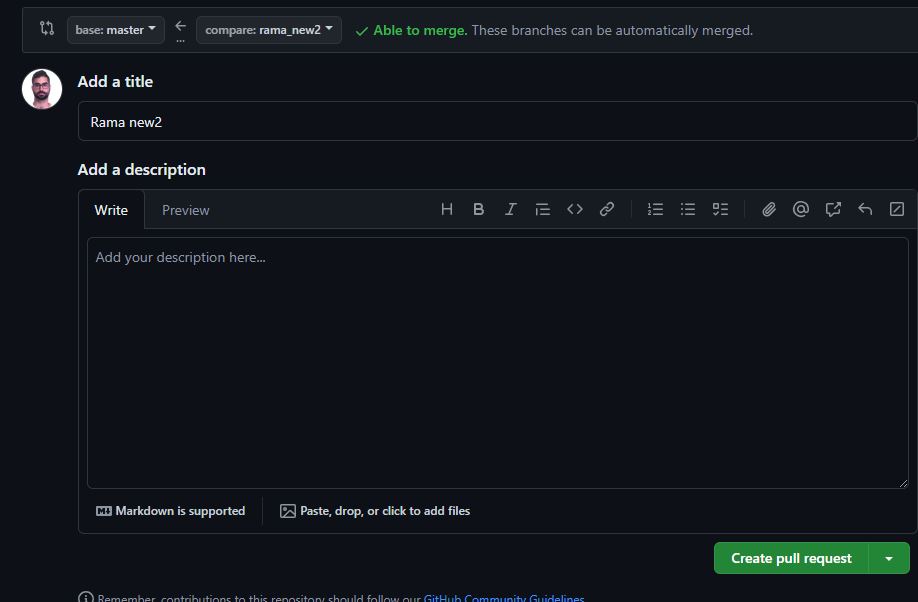 base: master compare: rama_new2 Able to merge. These branches can be automatically merged.
Add a title
Rama new2
Add a description
Write Preview
Add your description here...
Markdown is supported Paste, drop, or click to add files
Create pull request
Remember, contributions to this repository should follow our GitHub Community Guidelines